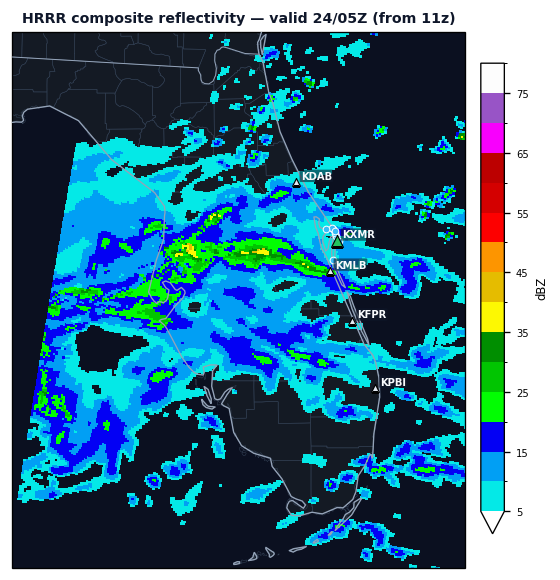 HRRR composite reflectivity — valid 24/05Z (from 11z)
KDAB
KXMR
KMLB
KFPR
KPBI
75
65
55
45
35
25
15
5
dBZ